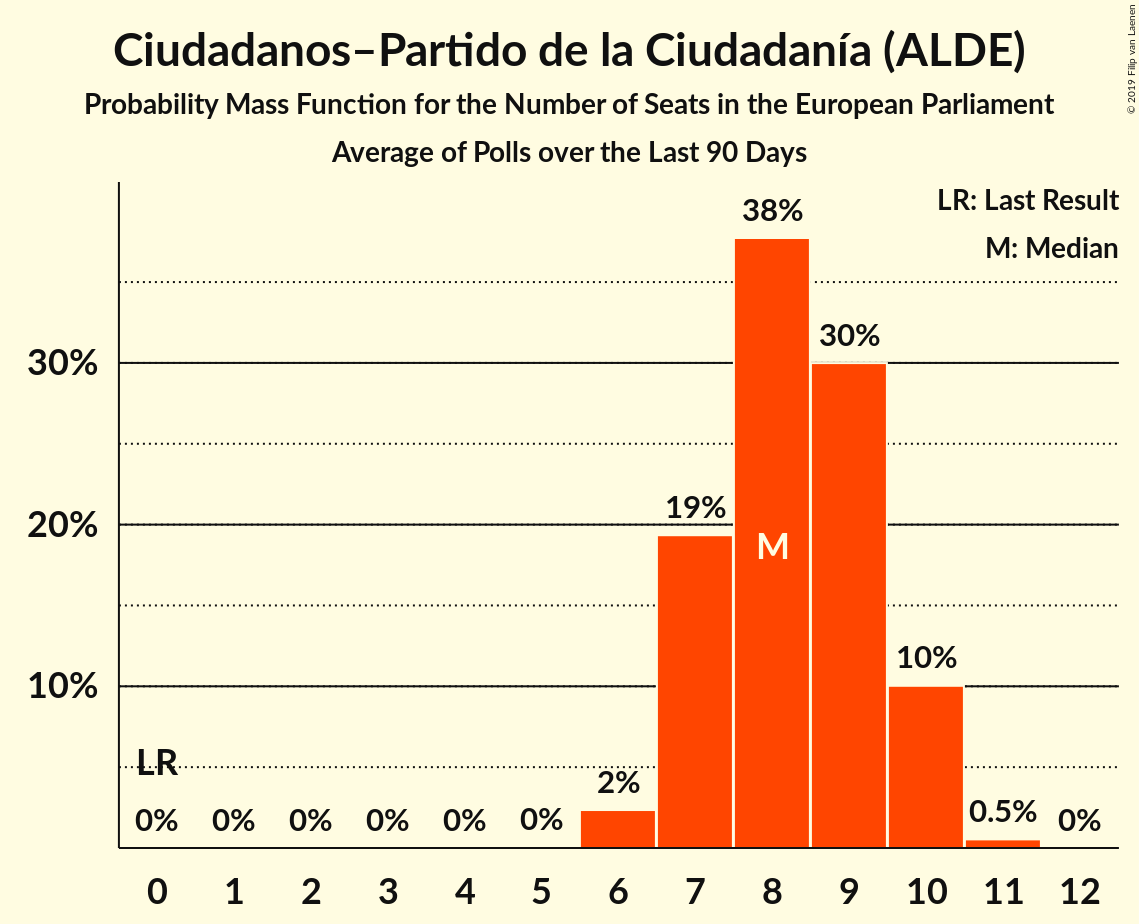 Ciudadanos–Partido de la Ciudadanía (ALDE)
Probability Mass Function for the Number of Seats in the European Parliament
Average of Polls over the Last 90 Days
© 2019 Filip van Laenen
LR: Last Result
M: Median
38%
30%
30%
19%
20%
M
10%
10%
LR
2%
0% 0% 0% 0% 0% 0% 0.5% 0%
0 1 2 3 4 5 6 7 8 9 10 11 12